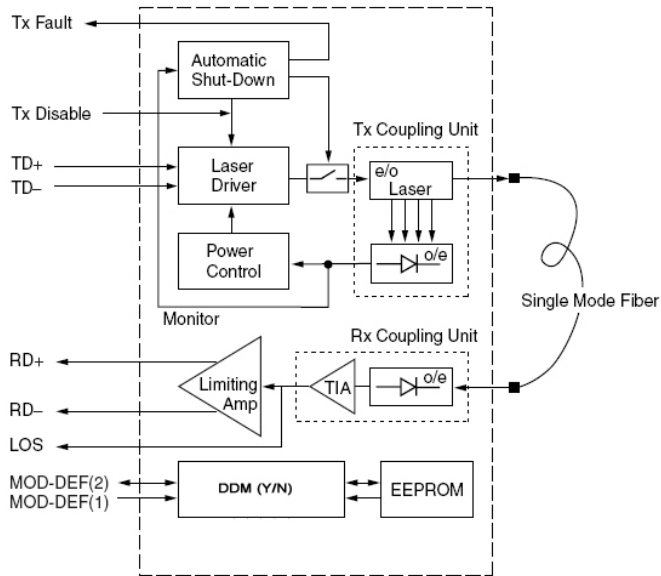 Tx Fault
Automatic
Shut-Down
Tx Disable
Tx Coupling Unit
TD+
TD–
Laser
Driver
e/o
Laser
Power
Control
o/e
Monitor
Single Mode Fiber
Rx Coupling Unit
RD+
RD–
LOS
Limiting
Amp
TIA
o/e
MOD-DEF(2)
MOD-DEF(1)
DDM (Y/N)
EEPROM